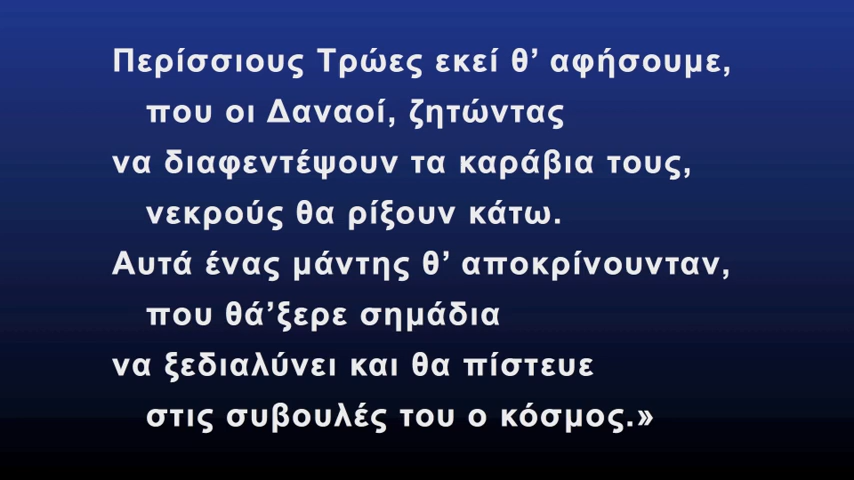 Περίσσιους Τρώες εκεί θ’ αφήσουμε,
που οι Δαναοί, ζητώντας
να διαφεντέψουν τα καράβια τους,
νεκρούς θα ρίξουν κάτω.
Αυτά ένας μάντης θ’ αποκρίνουνταν,
που θά’ξερε σημάδια
να ξεδιαλύνει και θα πίστευε
στις συβουλές του ο κόσμος.»